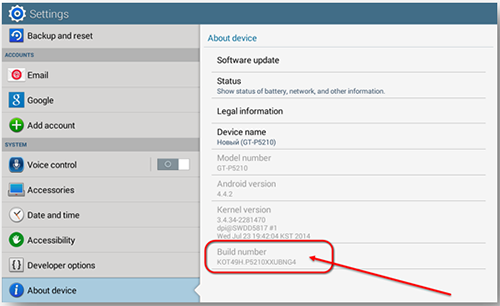 Settings
Backup and reset
ACCOUNTS
Email
Google
Add account
SYSTEM
Voice control
Accessories
Date and time
Accessibility
Developer options
About device
About device
Software update
Status
Show status of battery, network, and other information.
Legal information
Device name
Новый (GT-P5210)
Model number
GT-P5210
Android version
4.4.2
Kernel version
3.4.34-2281470
dpi@SWDD5817 #1
Wed Jul 23 19:42:04 KST 2014
Build number
KOT49H.P5210XXUBNG4